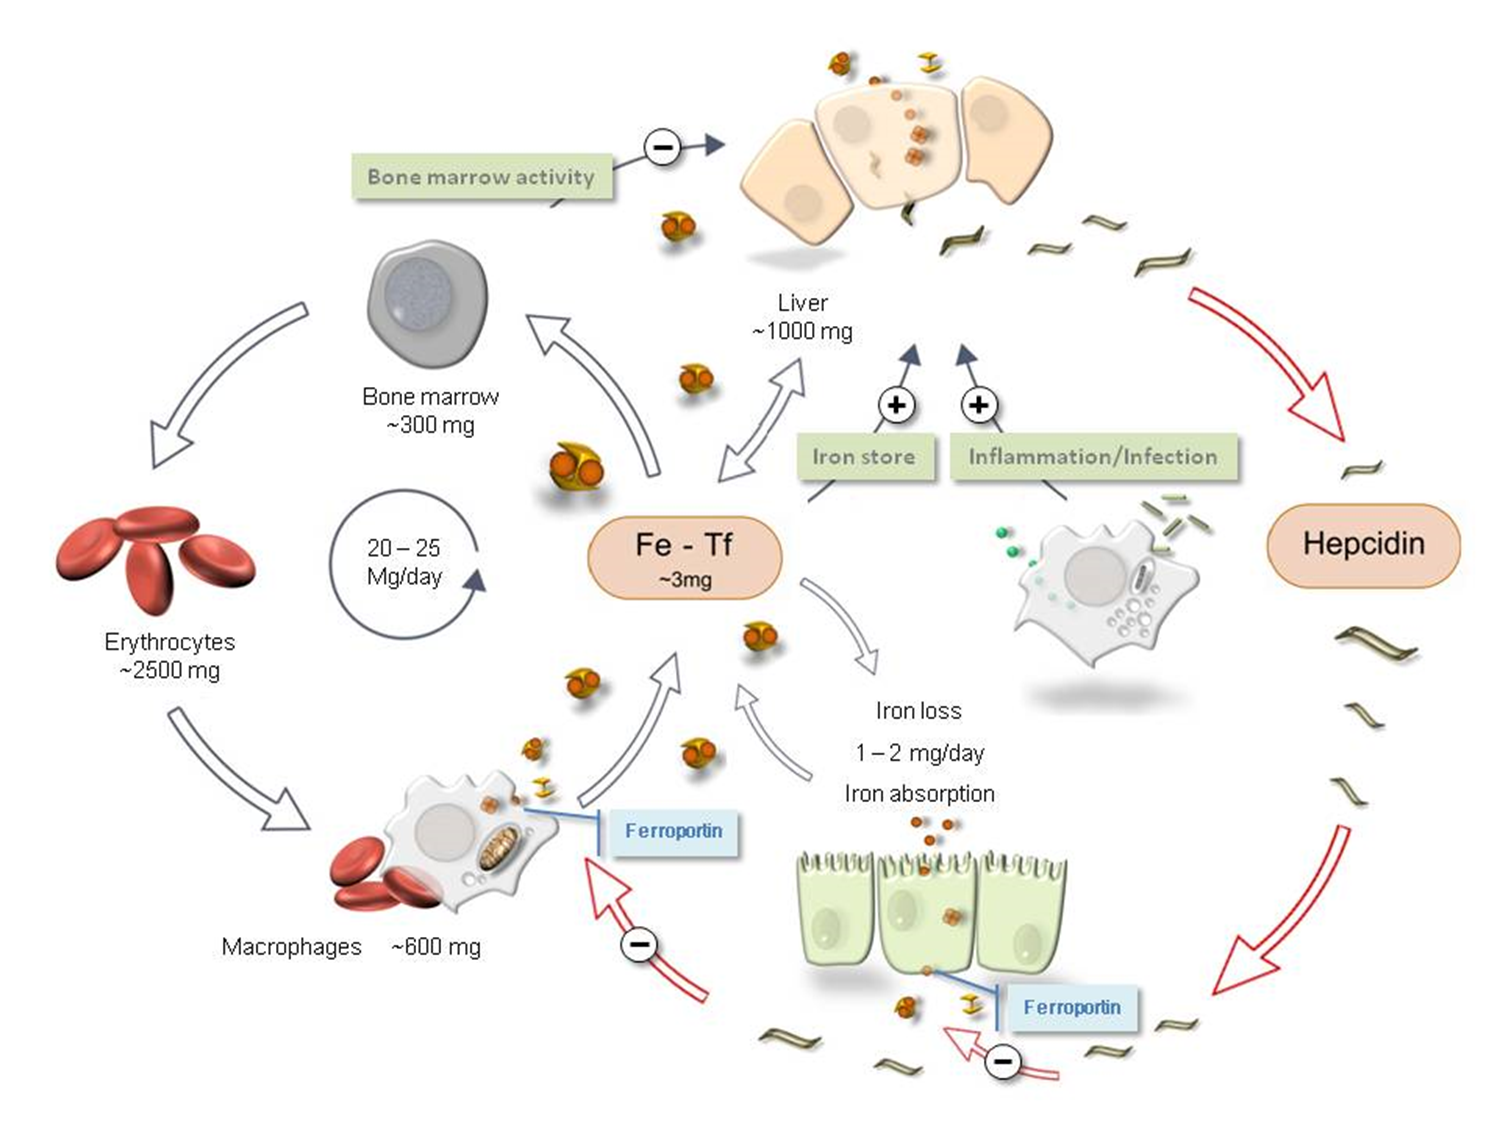 Bone marrow activity
Liver
~1000 mg
Bone marrow
~300 mg
Iron store
Inflammation/Infection
20 – 25
Mg/day
Fe - Tf
~3mg
Hepcidin
Erythrocytes
~2500 mg
Iron loss
1 – 2 mg/day
Iron absorption
Ferroportin
Macrophages ~600 mg
Ferroportin